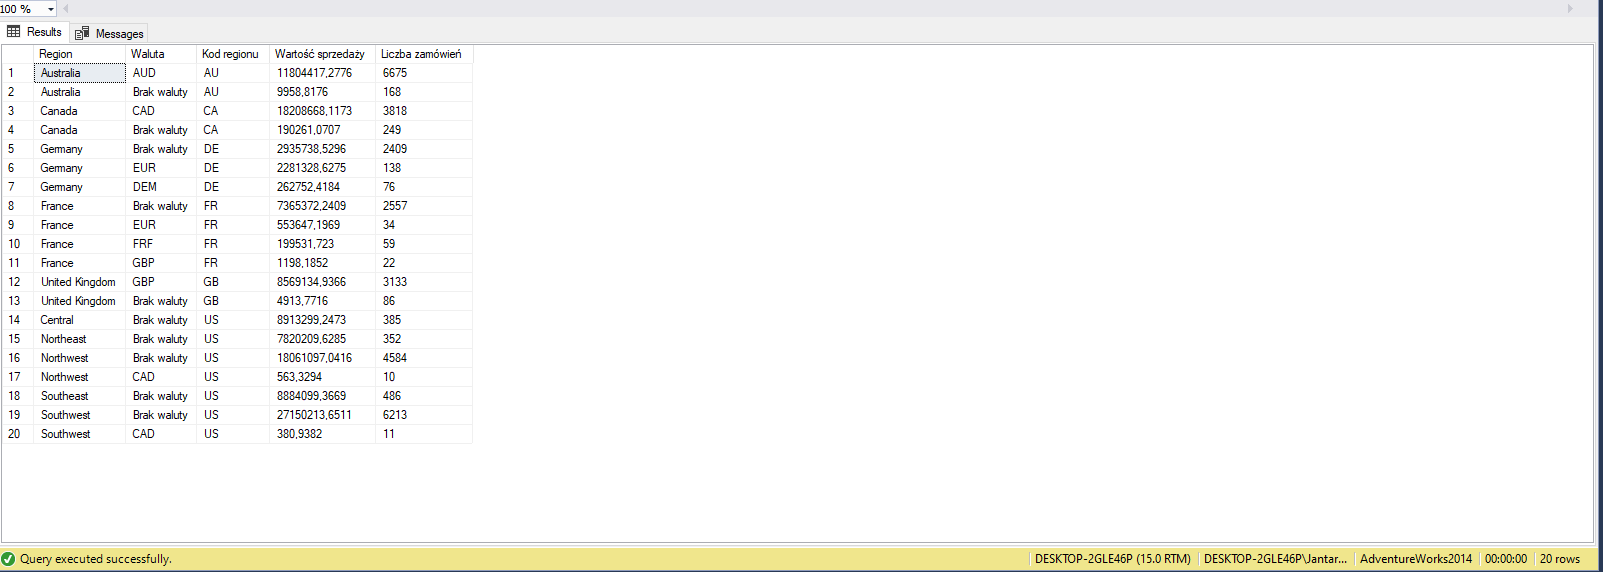 100 %
Results Messages
Region Waluta Kod regionu Wartość sprzedaży Liczba zamówień
1 Australia AUD AU 11804417,2776 6675
2 Australia Brak waluty AU 9958,8176 168
3 Canada CAD CA 18208668,1173 3818
4 Canada Brak waluty CA 190261,0707 249
5 Germany Brak waluty DE 2935738,5296 2409
6 Germany EUR DE 2281328,6275 138
7 Germany DEM DE 262752,4184 76
8 France Brak waluty FR 7365372,2409 2557
9 France EUR FR 553647,1969 34
10 France FRF FR 199531,723 59
11 France GBP FR 1198,1852 22
12 United Kingdom GBP GB 8569134,9366 3133
13 United Kingdom Brak waluty GB 4913,7716 86
14 Central Brak waluty US 8913299,2473 385
15 Northeast Brak waluty US 7820209,6285 352
16 Northwest Brak waluty US 18061097,0416 4584
17 Northwest CAD US 563,3294 10
18 Southeast Brak waluty US 8884099,3669 486
19 Southwest Brak waluty US 27150213,6511 6213
20 Southwest CAD US 380,9382 11
Query executed successfully. DESKTOP-2GLE46P (15.0 RTM) DESKTOP-2GLE46P\Jantar... AdventureWorks2014 00:00:00 20 rows